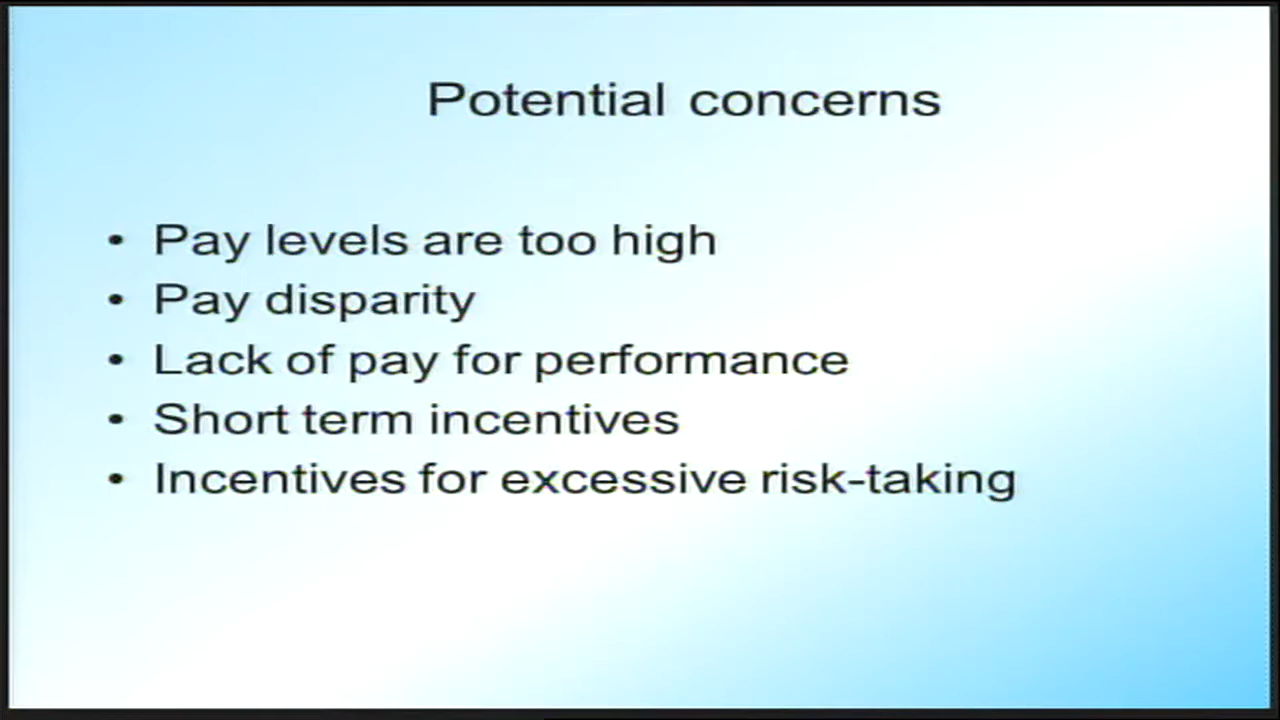 Potential concerns
• Pay levels are too high
• Pay disparity
• Lack of pay for performance
• Short term incentives
• Incentives for excessive risk-taking